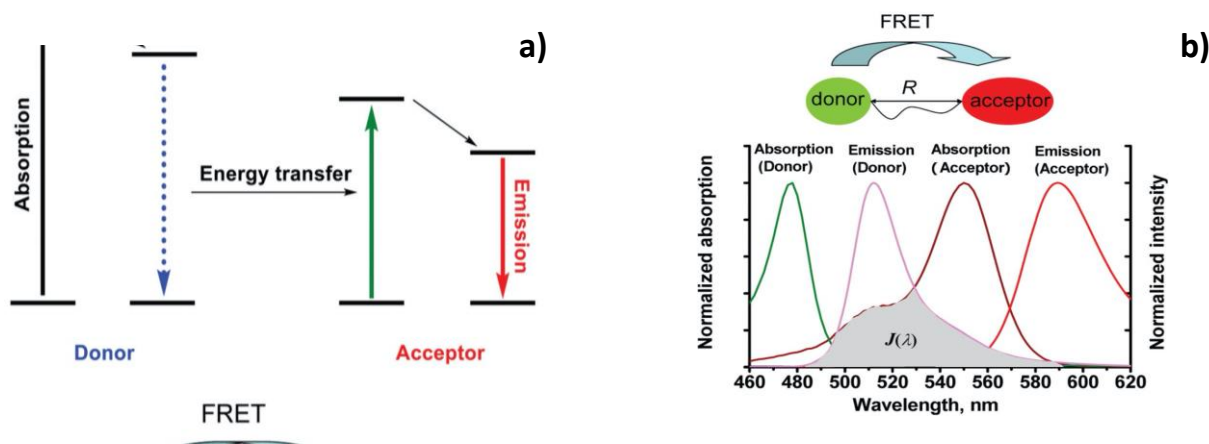 a)
Absorption
Energy transfer
Emission
Donor
Acceptor
FRET
b)
FRET
donor
R
acceptor
Absorption
(Donor)
Emission
(Donor)
Absorption
(Acceptor)
Emission
(Acceptor)
Normalized absorption
Normalized intensity
J(λ)
460 480 500 520 540 560 580 600 620
Wavelength, nm